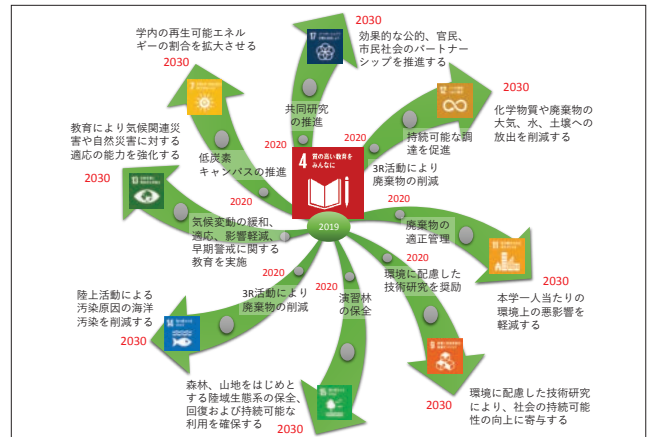 学内の再生可能エネル
ギーの割合を拡大させる
2030
7
低炭素
キャンパスの推進
2020
17
効果的な公的、官民、
市民社会のパートナー
シップを推進する
2030
共同研究
の推進
2020
12
2030
化学物質や廃棄物の
大気、水、土壌への
放出を削減する
持続可能な調
達を促進
3R活動により
廃棄物の削減
2020
教育により気候関連災
害や自然災害に対する
適応の能力を強化する
2030
13
気候変動の緩和、
適応、影響軽減、
早期警戒に関する
教育を実施
2020
4 質の高い教育を
みんなに
2019
廃棄物の
適正管理
2020
11
2030
本学一人当たりの
環境上の悪影響を
軽減する
陸上活動による
汚染原因の海洋
汚染を削減する
2030
14
3R活動により
廃棄物の削減
2020
演習林
の保全
2020
15
森林、山地をはじめと
する陸域生態系の保全、
回復および持続可能な
利用を確保する
2030
環境に配慮した
技術研究を奨励
2020
9
2030
環境に配慮した技術研究
により、社会の持続可能
性の向上に寄与する